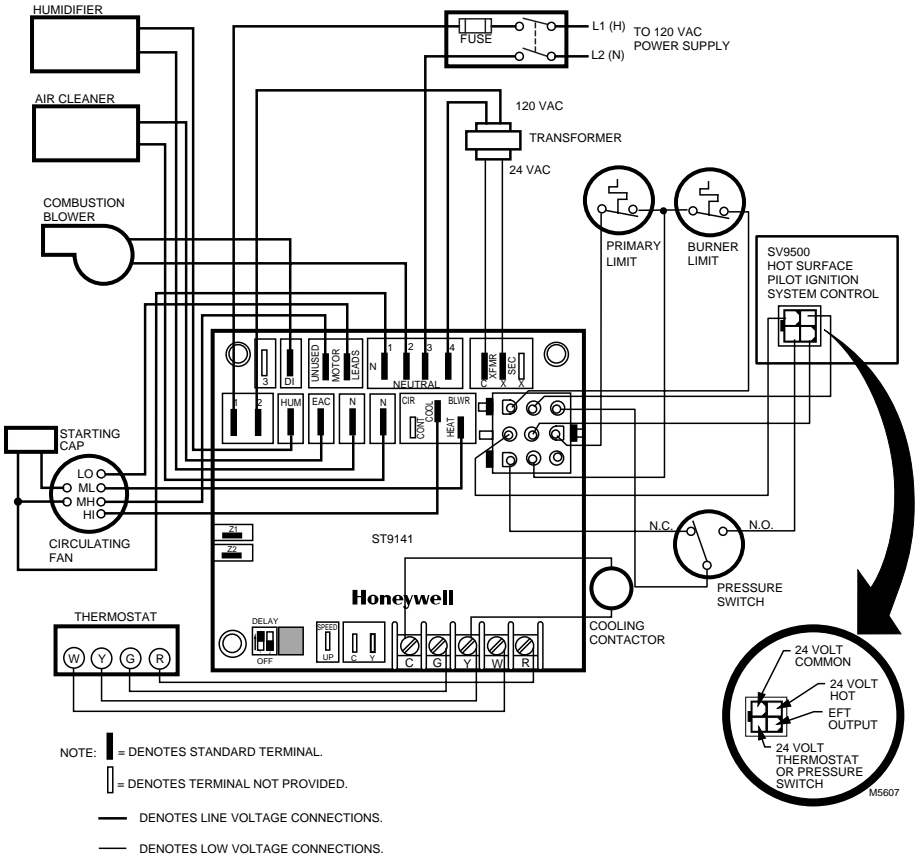 HUMIDIFIER
AIR CLEANER
COMBUSTION
BLOWER
FUSE
L1 (H)
L2 (N)
TO 120 VAC
POWER SUPPLY
120 VAC
TRANSFORMER
24 VAC
PRIMARY
LIMIT
BURNER
LIMIT
SV9500
HOT SURFACE
PILOT IGNITION
SYSTEM CONTROL
3
DI
UNUSED
MOTOR
LEADS
N
1
2
3
4
NEUTRAL
XFMR
SEC
C
X
X
1
2
HUM
EAC
N
N
CIR
BLWR
CONT
COOL
HEAT
STARTING
CAP
LO
ML
MH
HI
CIRCULATING
FAN
Z1
Z2
ST9141
Honeywell
N.C.
N.O.
PRESSURE
SWITCH
COOLING
CONTACTOR
DELAY
OFF
SPEED
UP
C
Y
C
G
Y
W
R
THERMOSTAT
W
Y
G
R
24 VOLT
COMMON
24 VOLT
HOT
EFT
OUTPUT
24 VOLT
THERMOSTAT
OR PRESSURE
SWITCH
M5607
NOTE:
= DENOTES STANDARD TERMINAL.
= DENOTES TERMINAL NOT PROVIDED.
DENOTES LINE VOLTAGE CONNECTIONS.
DENOTES LOW VOLTAGE CONNECTIONS.